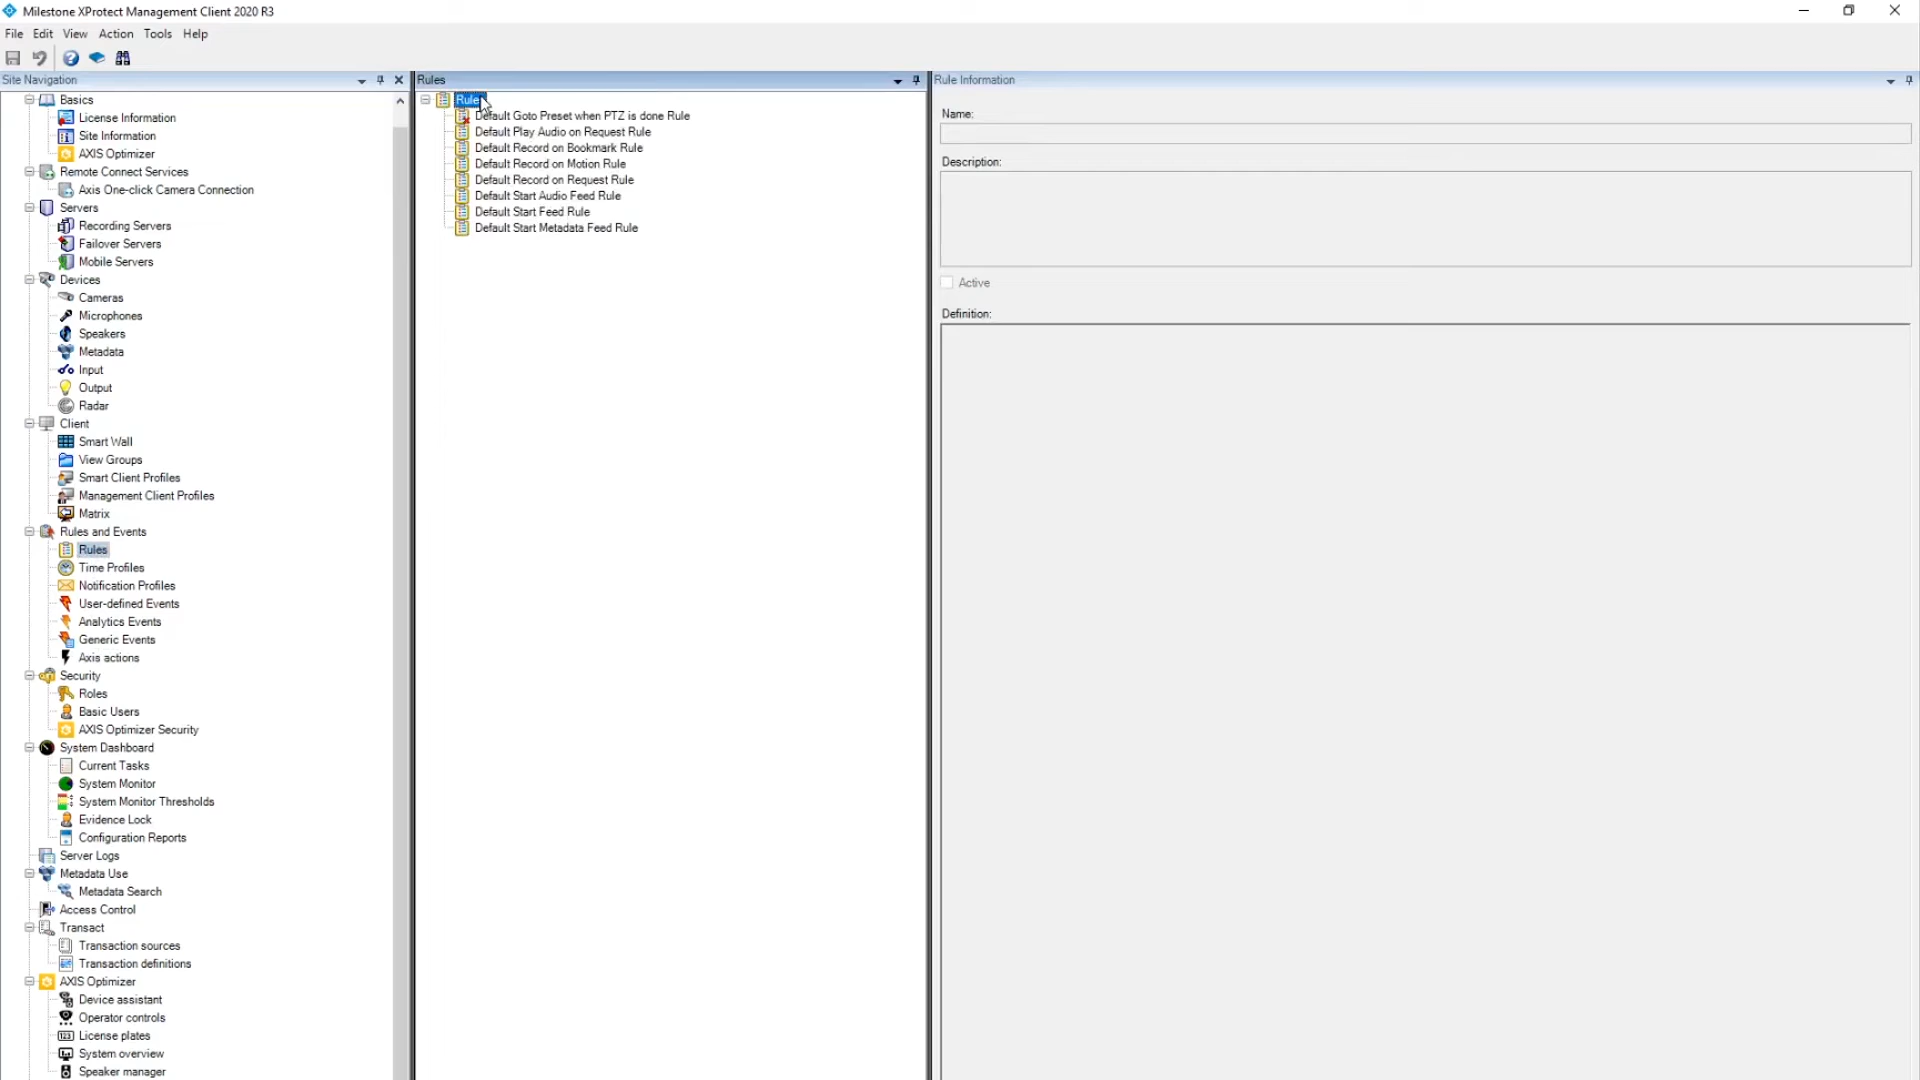 Milestone XProtect Management Client 2020 R3
File Edit View Action Tools Help
Site Navigation
Basics
License Information
Site Information
AXIS Optimizer
Remote Connect Services
Axis One-click Camera Connection
Servers
Recording Servers
Failover Servers
Mobile Servers
Devices
Cameras
Microphones
Speakers
Metadata
Input
Output
Radar
Client
Smart Wall
View Groups
Smart Client Profiles
Management Client Profiles
Matrix
Rules and Events
Rules
Time Profiles
Notification Profiles
User-defined Events
Analytics Events
Generic Events
Axis actions
Security
Roles
Basic Users
AXIS Optimizer Security
System Dashboard
Current Tasks
System Monitor
System Monitor Thresholds
Evidence Lock
Configuration Reports
Server Logs
Metadata Use
Metadata Search
Access Control
Transact
Transaction sources
Transaction definitions
AXIS Optimizer
Device assistant
Operator controls
License plates
System overview
Speaker manager
Rules
Rules
Default Goto Preset when PTZ is done Rule
Default Play Audio on Request Rule
Default Record on Bookmark Rule
Default Record on Motion Rule
Default Record on Request Rule
Default Start Audio Feed Rule
Default Start Feed Rule
Default Start Metadata Feed Rule
Rule Information
Name:
Description:
Active
Definition: